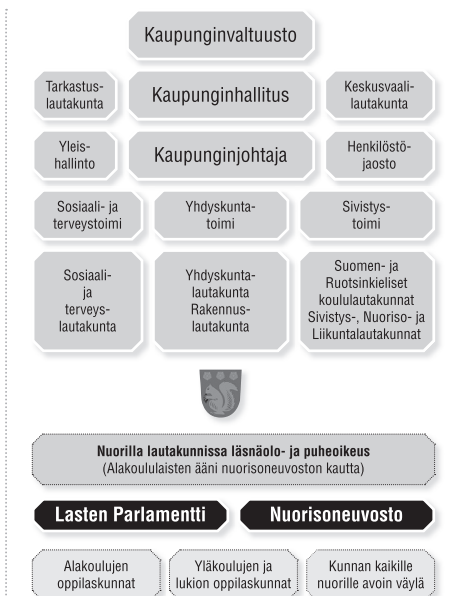 Kaupunginvaltuusto
Tarkastus-
lautakunta
Kaupunginhallitus
Keskusvaali-
lautakunta
Yleis-
hallinto
Kaupunginjohtaja
Henkilöstö-
jaosto
Sosiaali- ja
terveystoimi
Yhdyskunta-
toimi
Sivistys-
toimi
Sosiaali-
ja
terveys-
lautakunta
Yhdyskunta-
lautakunta
Rakennus-
lautakunta
Suomen- ja
Ruotsinkieliset
koululautakunnat
Sivistys-, Nuoriso- ja
Liikuntalautakunnat
Nuorilla lautakunnissa läsnäolo- ja puheoikeus
(Alakoululaisten ääni nuorisoneuvoston kautta)
Lasten Parlamentti
Nuorisoneuvosto
Alakoulujen
oppilaskunnat
Yläkoulujen ja
lukion oppilaskunnat
Kunnan kaikille
nuorille avoin väylä